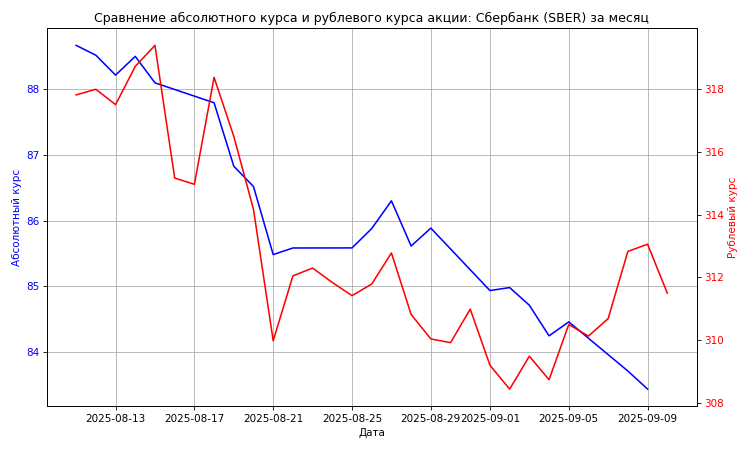 Сравнение абсолютного курса и рублевого курса акции: Сбербанк (SBER) за месяц
Абсолютный курс
88
87
86
85
84
318
316
314
312
310
308
Рублевый курс
2025-08-13 2025-08-17 2025-08-21 2025-08-25 2025-08-29 2025-09-01 2025-09-05 2025-09-09
Дата